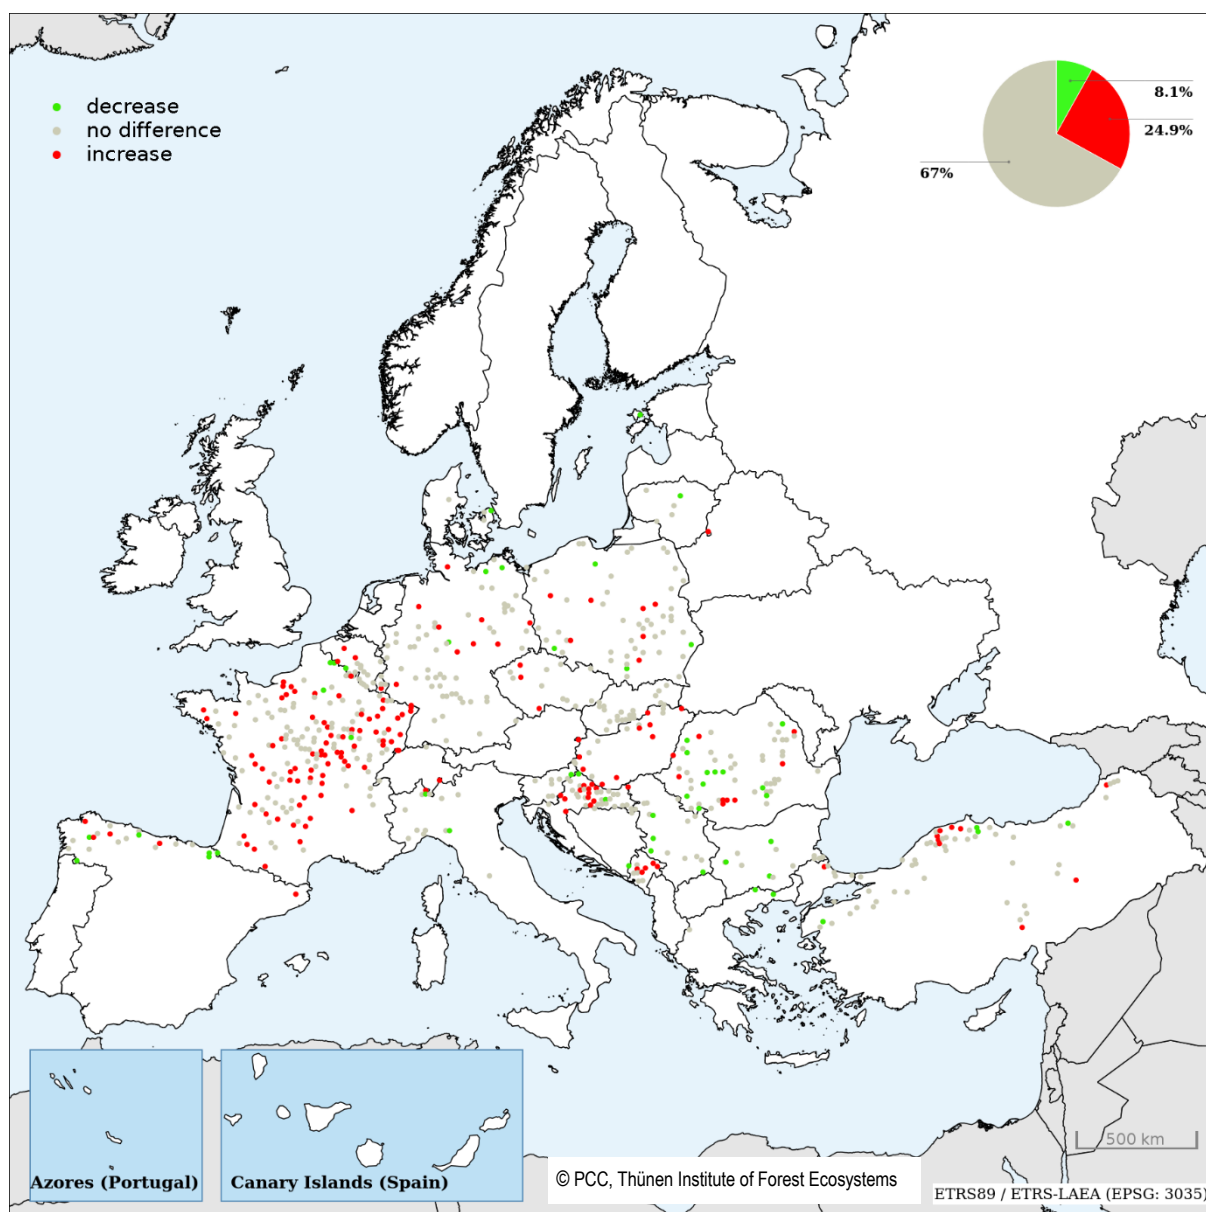 decrease
no difference
increase
8.1%
24.9%
67%
500 km
Azores (Portugal)
Canary Islands (Spain)
© PCC, Thünen Institute of Forest Ecosystems
ETRS89 / ETRS-LAEA (EPSG: 3035)